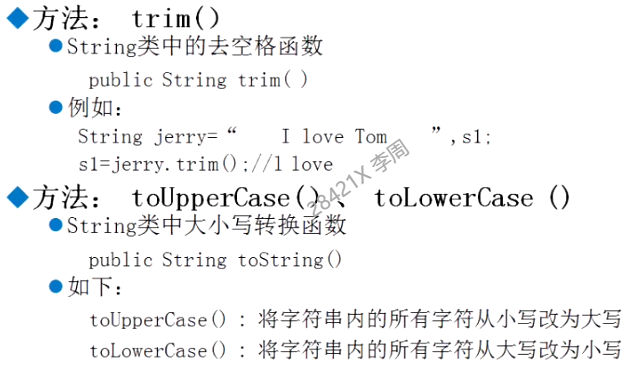 方法： trim()
String类中的去空格函数
public String trim( )
例如：
String jerry=“    I love Tom    ”,s1;
s1=jerry.trim();//l love
28421X 李周
方法： toUpperCase() 、 toLowerCase ()
String类中大小写转换函数
public String toString()
如下：
toUpperCase() : 将字符串内的所有字符从小写改为大写
toLowerCase() : 将字符串内的所有字符从大写改为小写